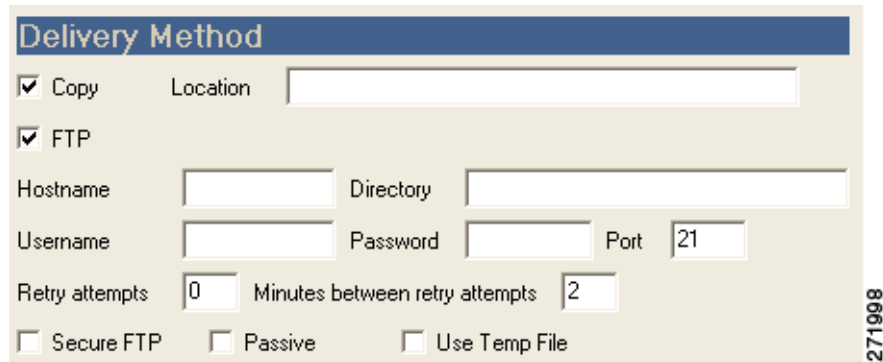 Delivery Method
Copy Location
FTP
Hostname Directory
Username Password Port 21
Retry attempts 0 Minutes between retry attempts 2
Secure FTP Passive Use Temp File
271998